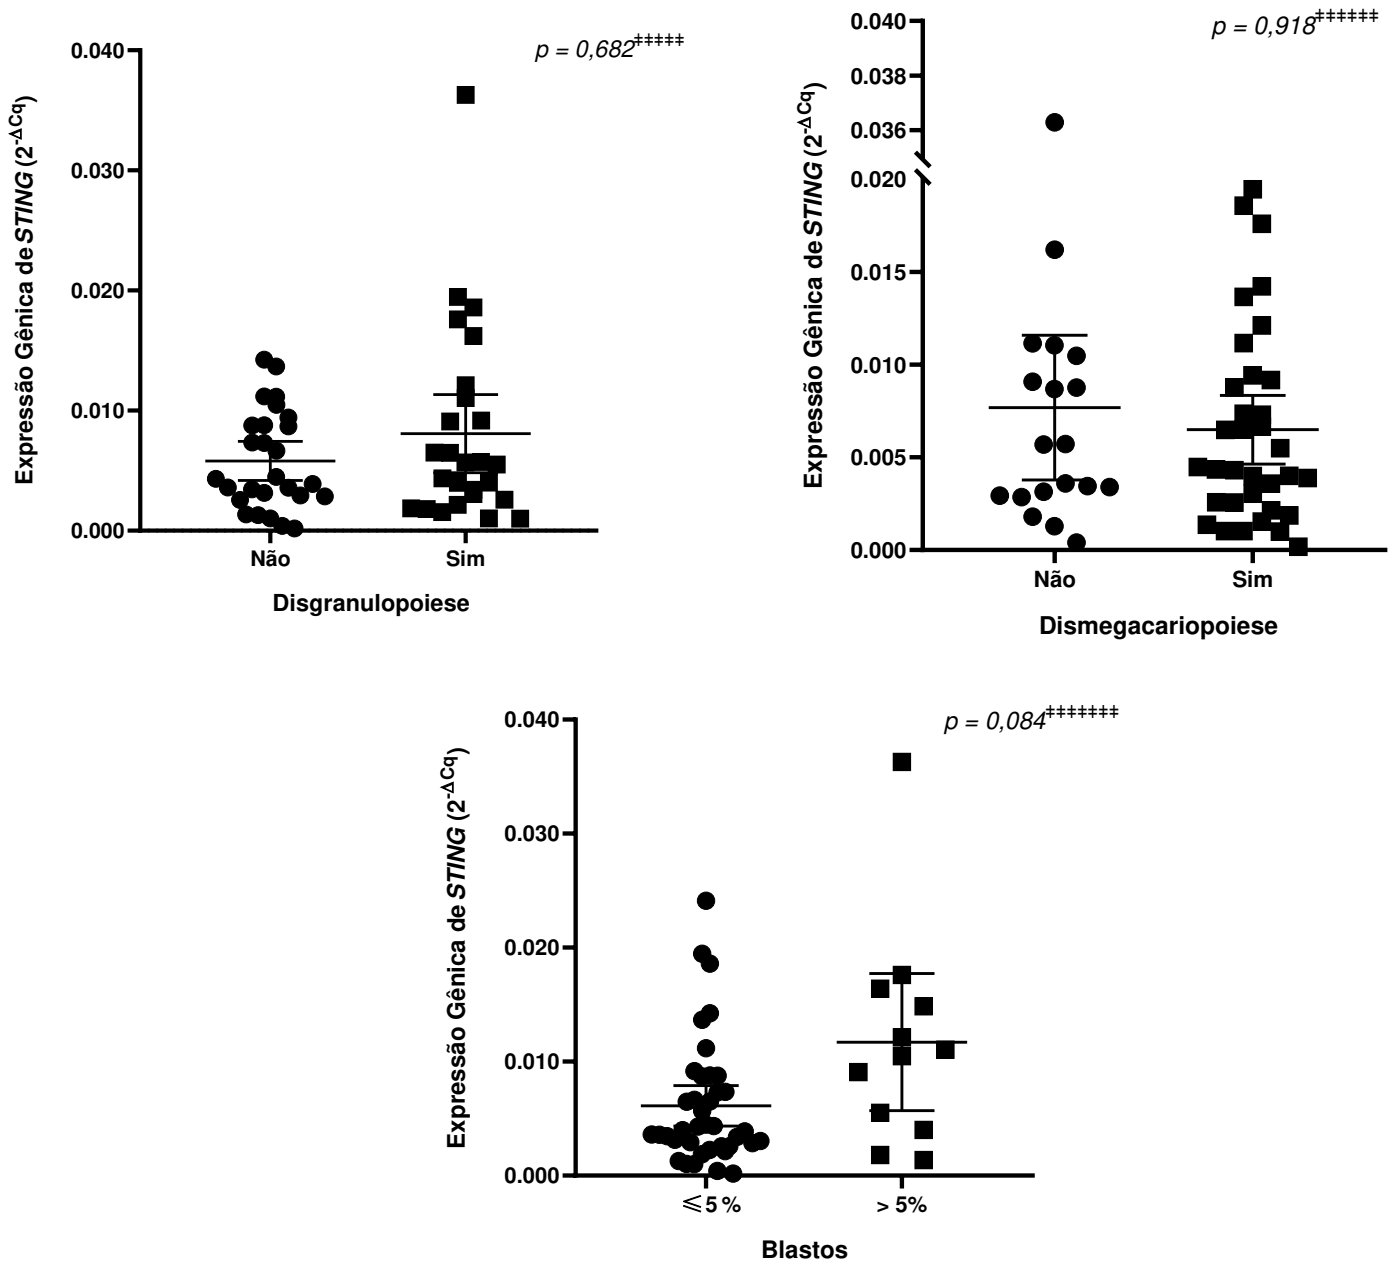 p = 0,682‡‡‡‡‡
Expressão Gênica de STING (2-ΔCq)
0.040
0.030
0.020
0.010
0.000
Não Sim
Disgranulopoiese
p = 0,918‡‡‡‡‡‡
Expressão Gênica de STING (2-ΔCq)
0.040
0.038
0.036
0.020
0.015
0.010
0.005
0.000
Não Sim
Dismegacariopoiese
p = 0,084‡‡‡‡‡‡‡
Expressão Gênica de STING (2-ΔCq)
0.040
0.030
0.020
0.010
0.000
⩽5 % > 5%
Blastos